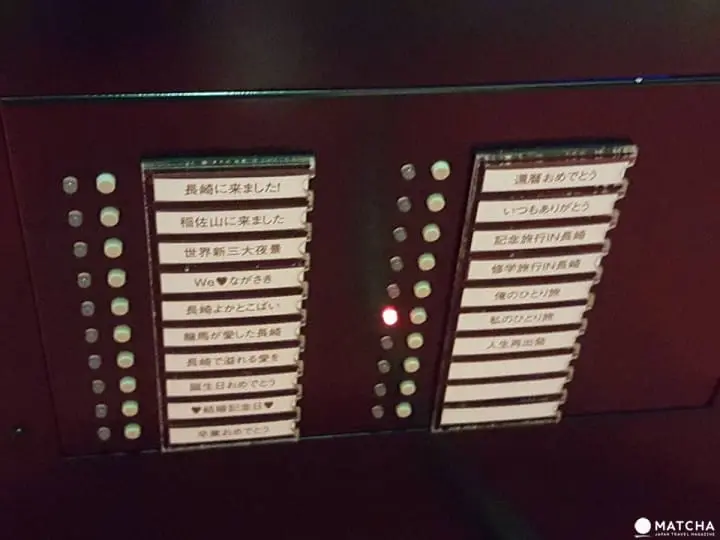 長崎に来ました!
稲佐山に来ました
世界新三大夜景
We♥ながさき
長崎よかとこばい
龍馬が愛した長崎
長崎で溢れる愛を
誕生日おめでとう
♥結婚記念日♥
卒業おめでとう
還暦おめでとう
いつもありがとう
記念旅行IN長崎
修学旅行IN長崎
俺のひとり旅
私のひとり旅
人生再出発
MATCHA
JAPAN TRAVEL MAGAZINE